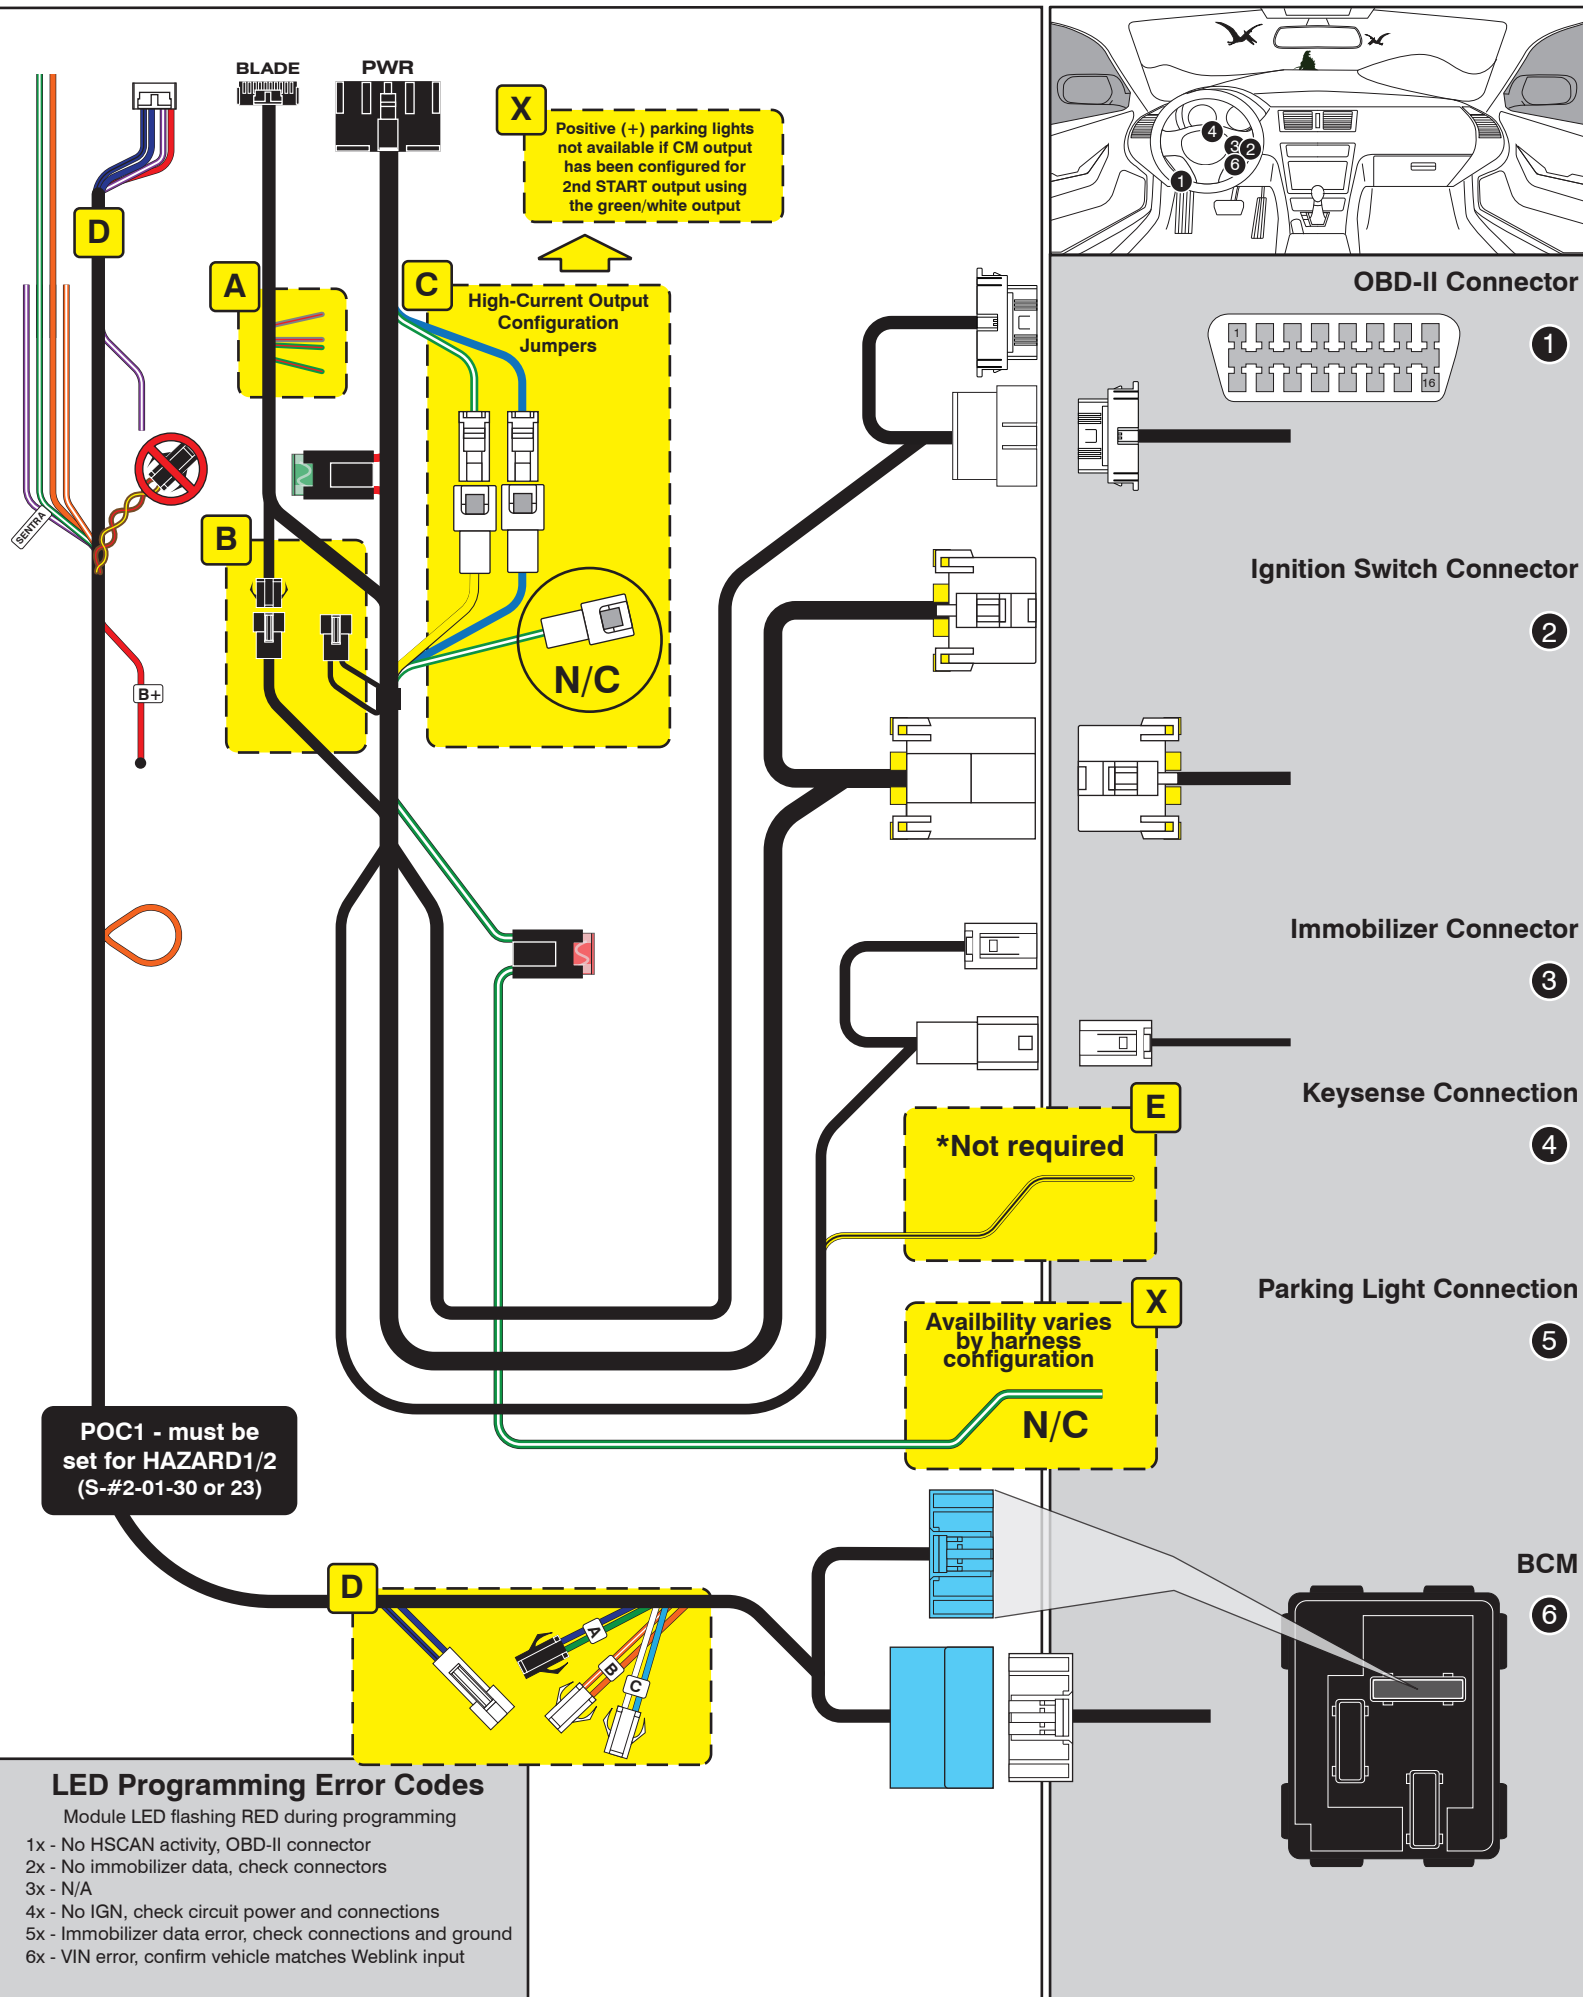 BLADE
PWR
X
Positive (+) parking lights
not available if CM output
has been configured for
2nd START output using
the green/white output
4
3
2
6
1
D
A
C
High-Current Output
Configuration
Jumpers
OBD-II Connector
1
1
16
SENTRA
B
N/C
B+
Ignition Switch Connector
2
Immobilizer Connector
3
Keysense Connection
4
E
*Not required
Parking Light Connection
5
X
Availbility varies
by harness
configuration
N/C
POC1 - must be
set for HAZARD1/2
(S-#2-01-30 or 23)
BCM
6
D
A
B
C
LED Programming Error Codes
Module LED flashing RED during programming
1x - No HSCAN activity, OBD-II connector
2x - No immobilizer data, check connectors
3x - N/A
4x - No IGN, check circuit power and connections
5x - Immobilizer data error, check connections and ground
6x - VIN error, confirm vehicle matches Weblink input